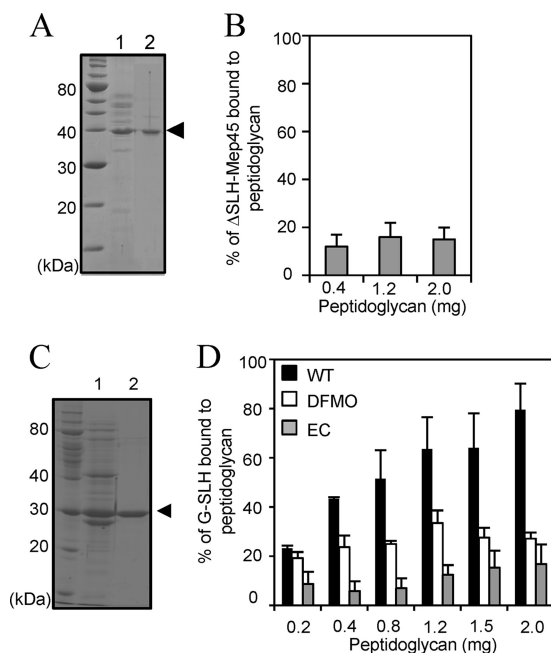 A
1 2
80
40
30
20
(kDa)
B
% of ΔSLH-Mep45 bound to
peptidoglycan
100
80
60
40
20
0
0.4 1.2 2.0
Peptidoglycan (mg)
C
1 2
80
40
30
20
(kDa)
D
% of G-SLH bound to
peptidoglycan
100
80
60
40
20
0
WT
DFMO
EC
0.2 0.4 0.8 1.2 1.5 2.0
Peptidoglycan (mg)